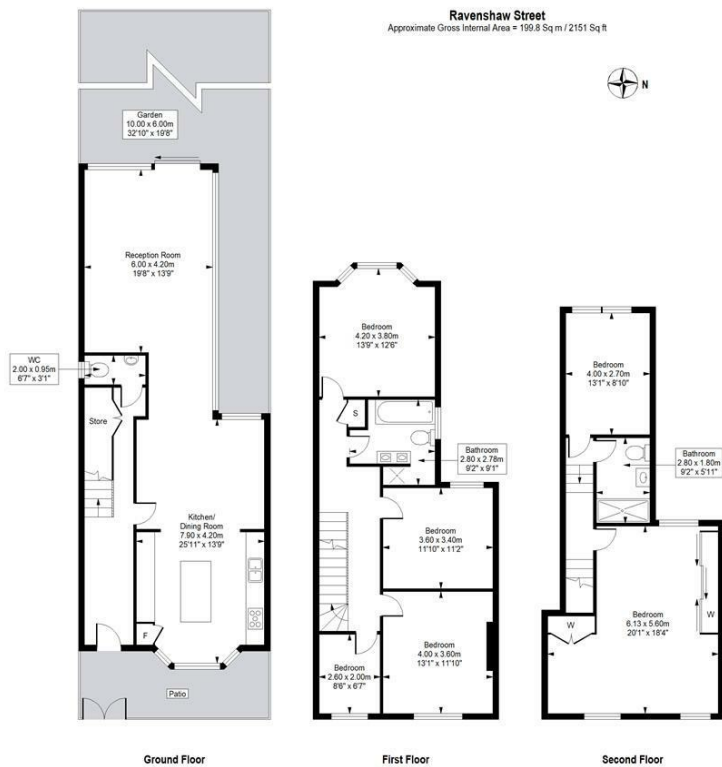 Ravenshaw Street
Approximate Gross Internal Area = 199.8 Sq m / 2151 Sq ft
N
Garden
10.00 x 6.00m
32'10" x 19'8"
Reception Room
6.00 x 4.20m
19'8" x 13'9"
WC
2.00 x 0.95m
6'7" x 3'1"
Store
Kitchen/
Dining Room
7.90 x 4.20m
25'11" x 13'9"
F
Patio
Ground Floor
Bedroom
4.20 x 3.80m
13'9" x 12'6"
S
Bathroom
2.80 x 2.78m
9'2" x 9'1"
Bedroom
3.60 x 3.40m
11'10" x 11'2"
Bedroom
4.00 x 3.60m
13'1" x 11'10"
Bedroom
2.60 x 2.00m
8'6" x 6'7"
First Floor
Bedroom
4.00 x 2.70m
13'1" x 8'10"
Bathroom
2.80 x 1.80m
9'2" x 5'11"
Bedroom
6.13 x 5.60m
20'1" x 18'4"
W
W
Second Floor